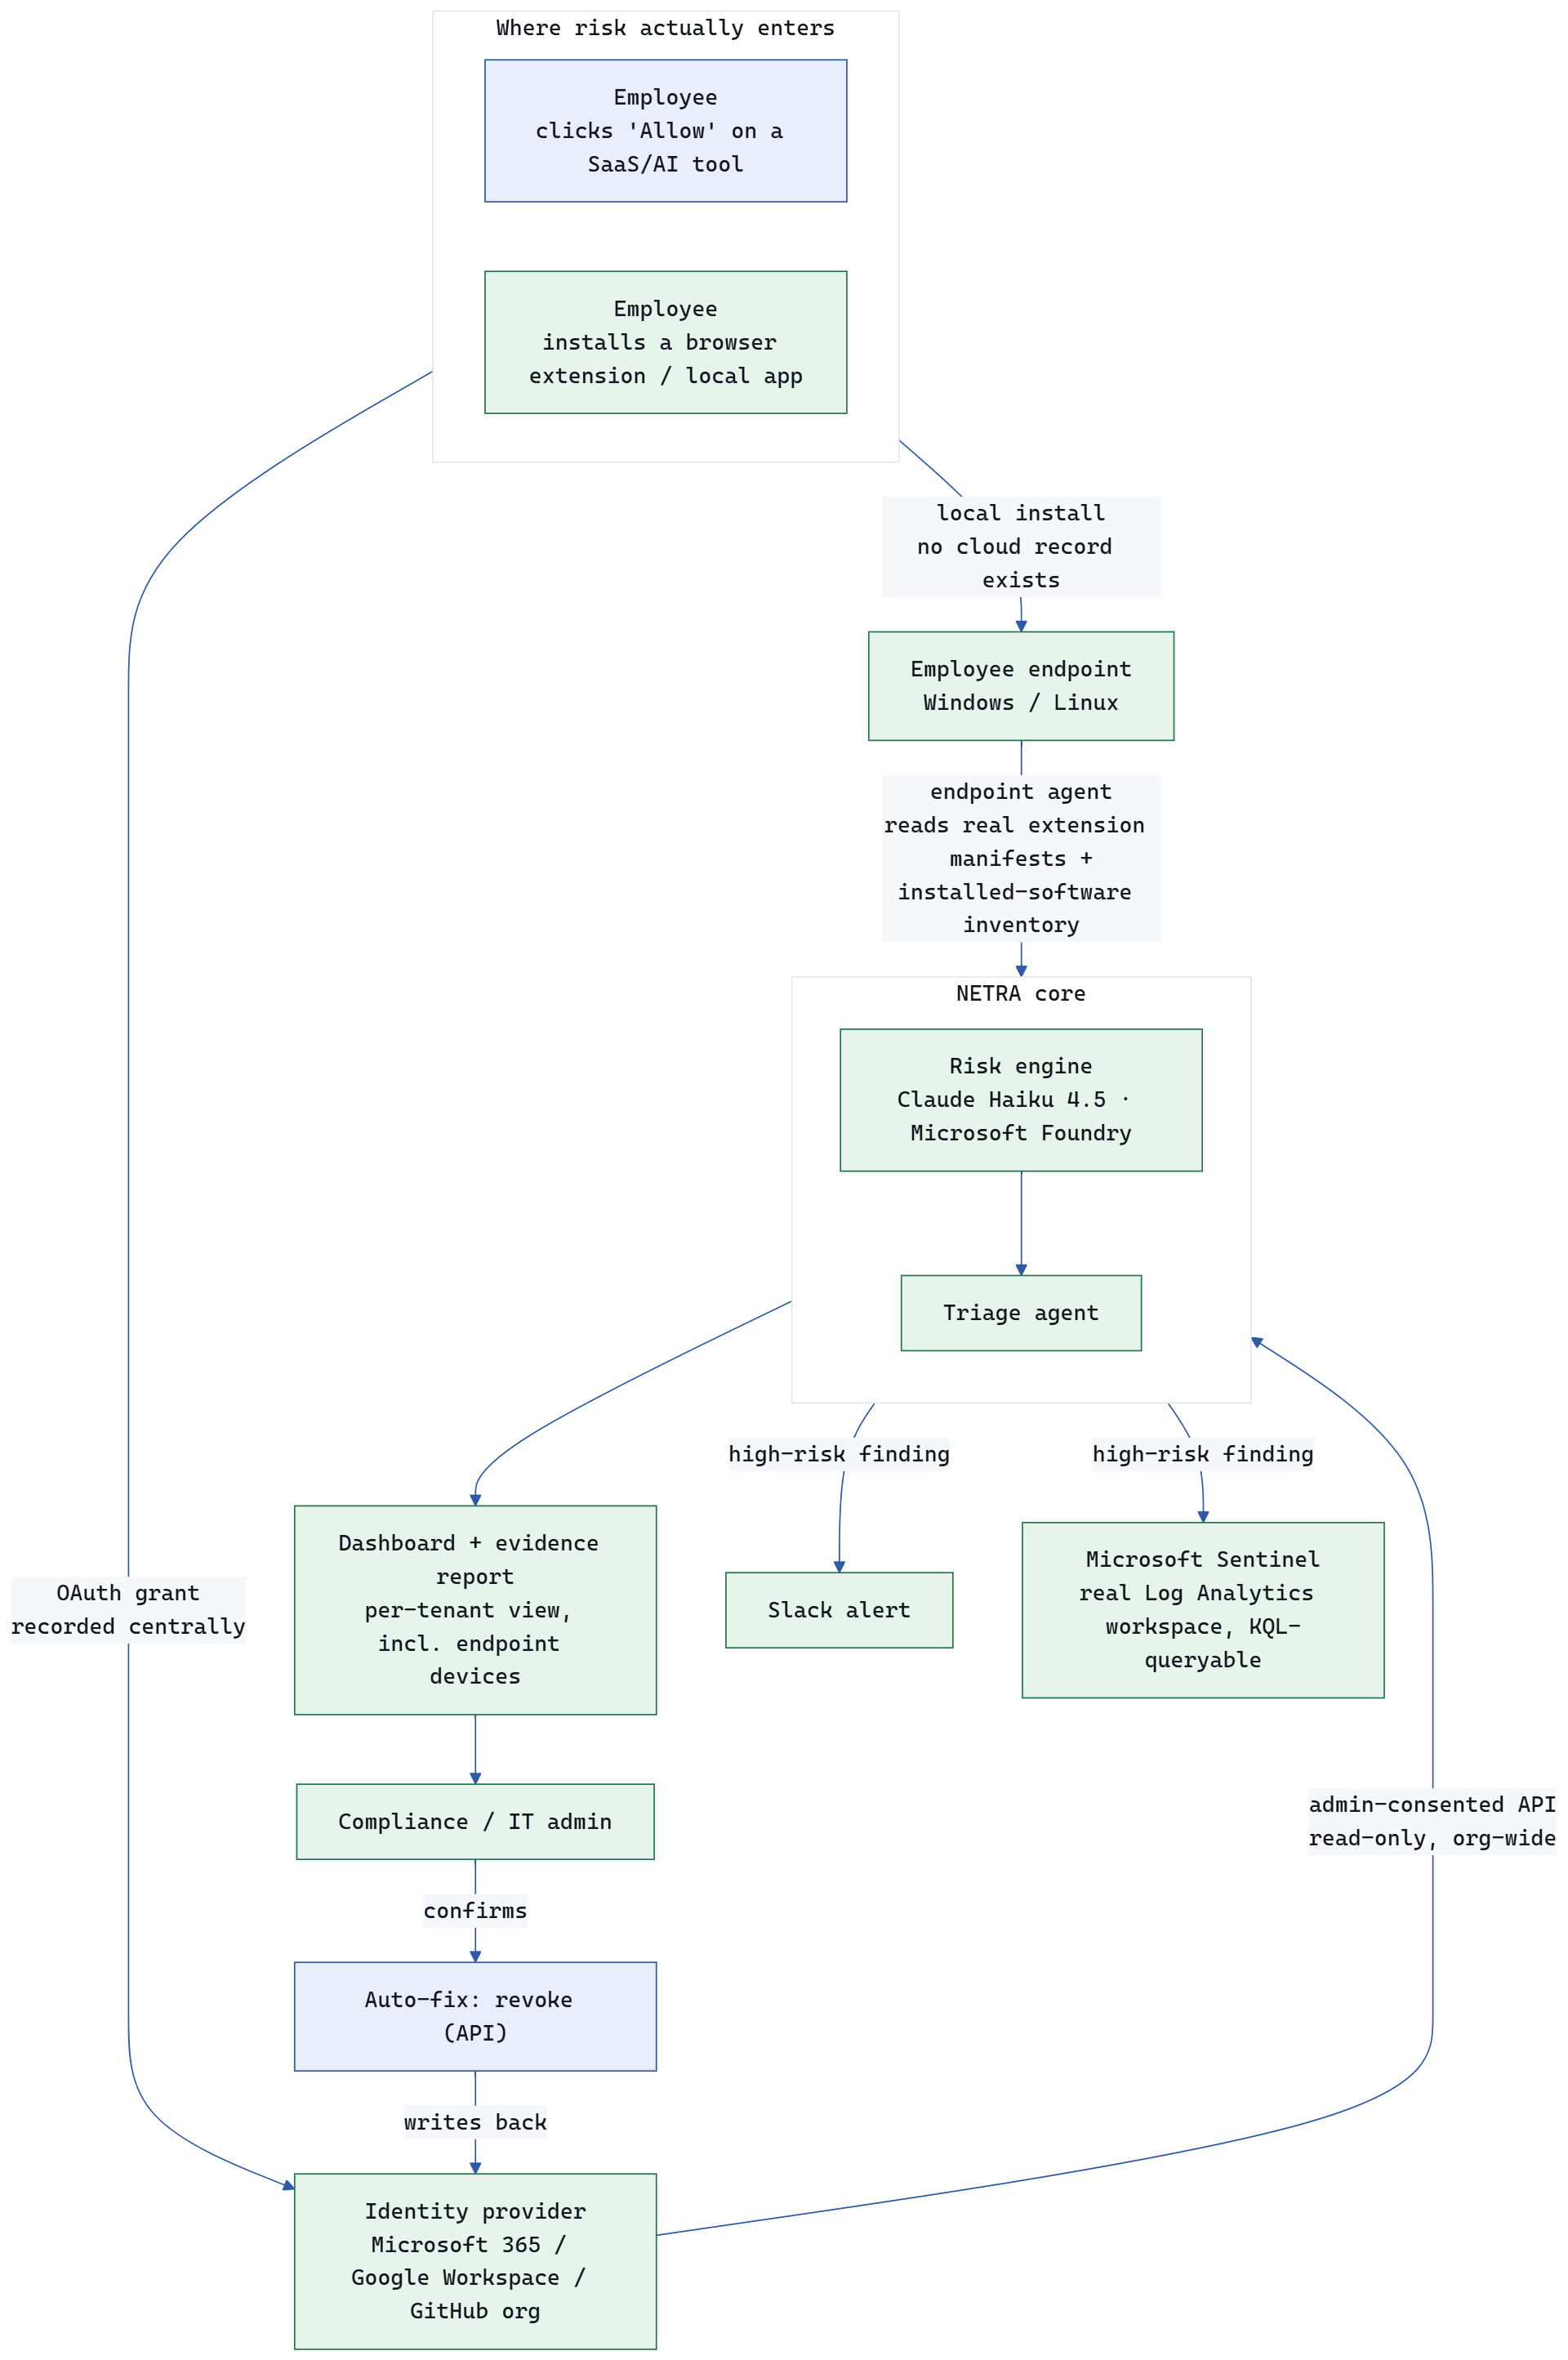 Where risk actually enters
Employee
clicks 'Allow' on a
SaaS/AI tool
Employee
installs a browser
extension / local app
local install
no cloud record
exists
Employee endpoint
Windows / Linux
endpoint agent
reads real extension
manifests +
installed-software
inventory
NETRA core
Risk engine
Claude Haiku 4.5 ·
Microsoft Foundry
Triage agent
high-risk finding
high-risk finding
Dashboard + evidence
report
per-tenant view,
incl. endpoint
devices
Slack alert
Microsoft Sentinel
real Log Analytics
workspace, KQL-
queryable
OAuth grant
recorded centrally
Compliance / IT admin
admin-consented API
read-only, org-wide
confirms
Auto-fix: revoke
(API)
writes back
Identity provider
Microsoft 365 /
Google Workspace /
GitHub org